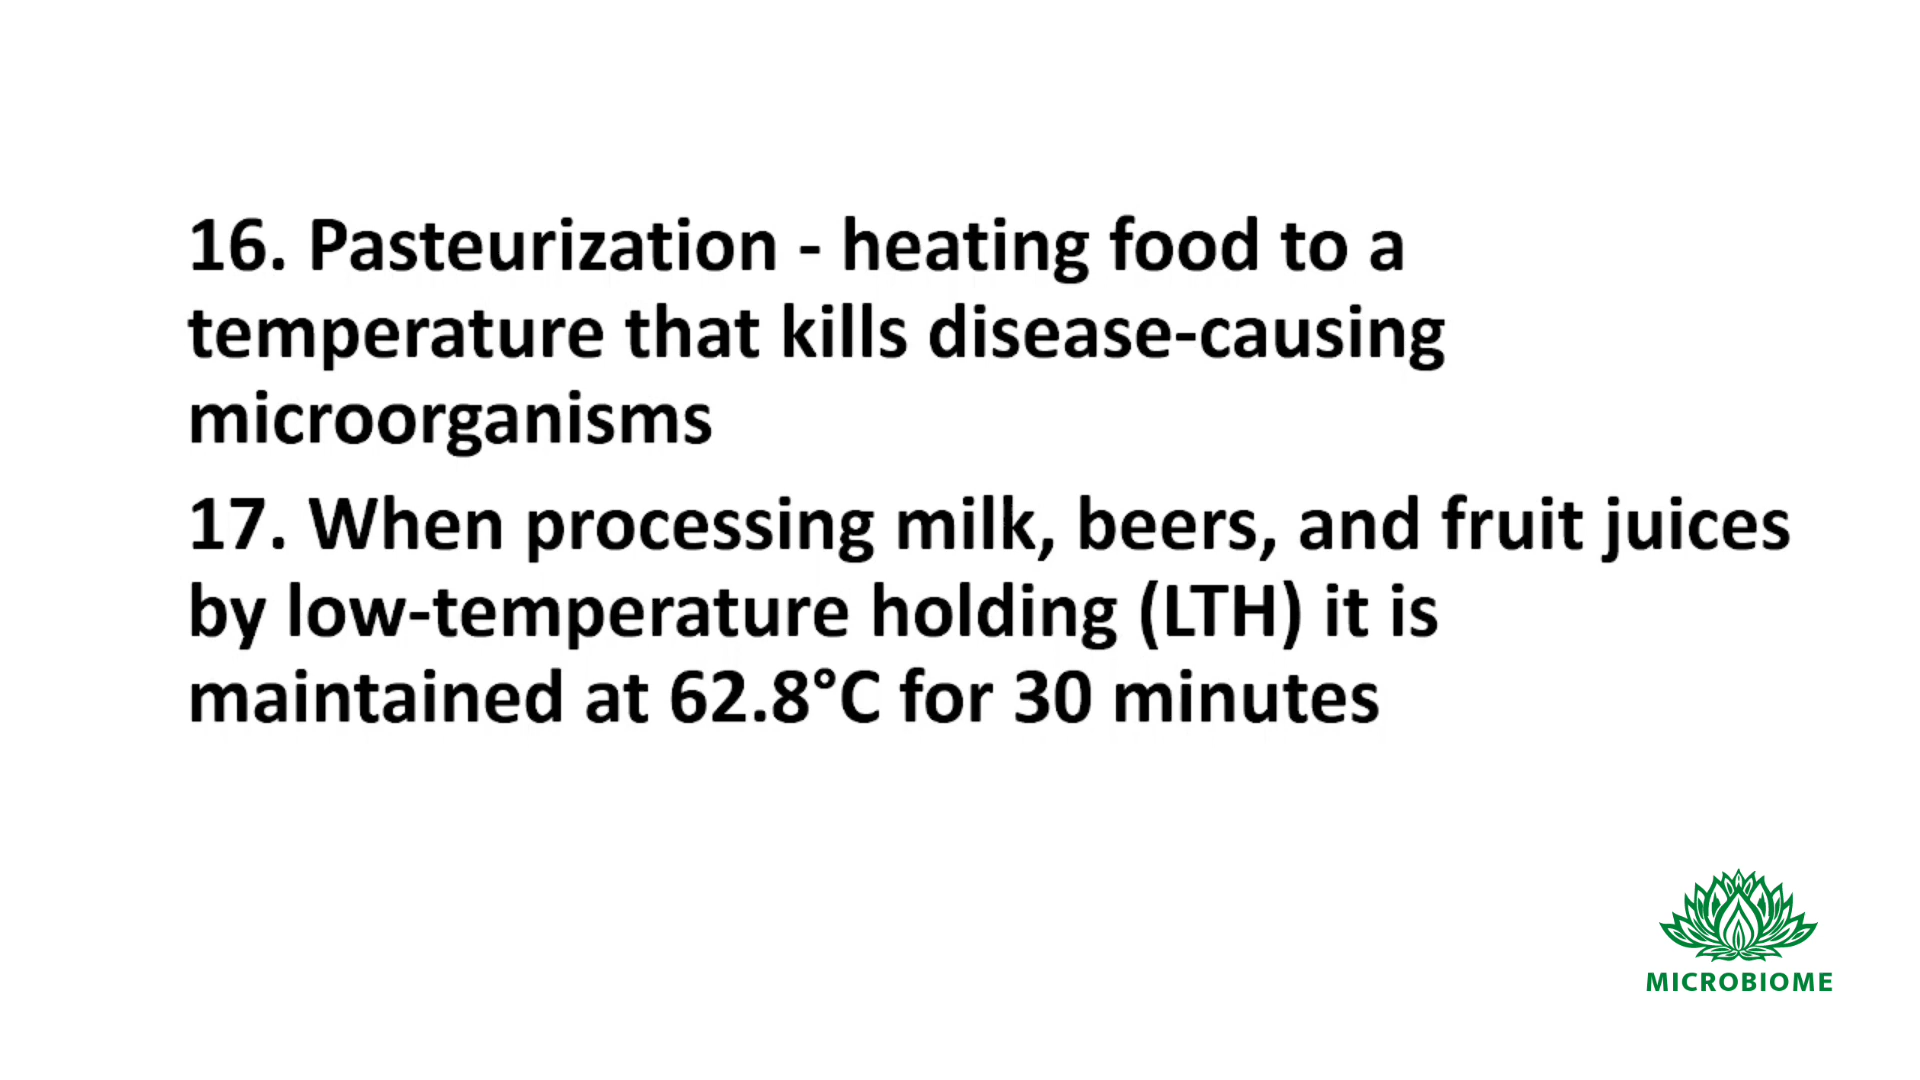 16. Pasteurization - heating food to a
temperature that kills disease-causing
microorganisms
17. When processing milk, beers, and fruit juices
by low-temperature holding (LTH) it is
maintained at 62.8°C for 30 minutes
MICROBIOME